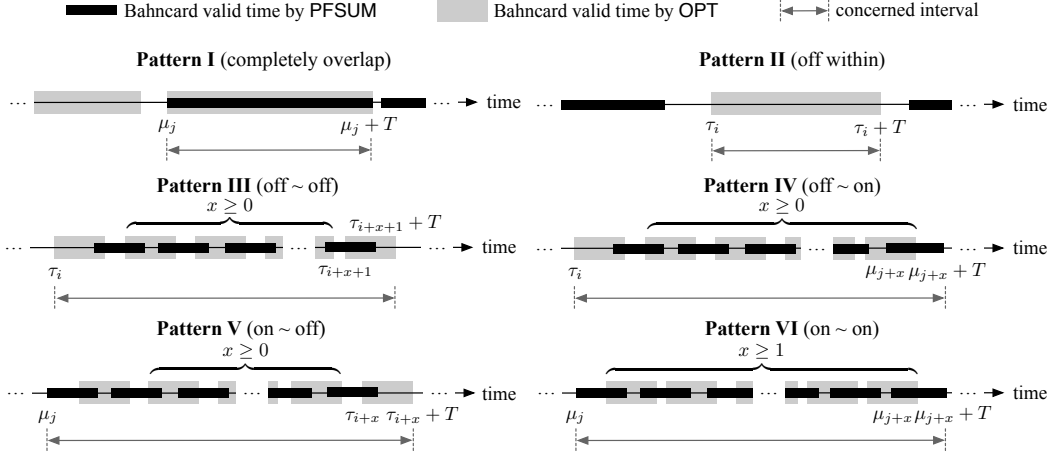 Bahncard valid time by PFSUM Bahncard valid time by OPT concerned interval
Pattern I (completely overlap) Pattern II (off within)
... time ... ... time
μ_j μ_j + T τ_i τ_i + T
Pattern III (off ~ off) Pattern IV (off ~ on)
x ≥ 0 x ≥ 0
τ_{i+x+1} + T
... ... ... time ... ... ... time
τ_i τ_{i+x+1} τ_i μ_{j+x} μ_{j+x} + T
Pattern V (on ~ off) Pattern VI (on ~ on)
x ≥ 0 x ≥ 1
... ... ... time ... ... ... time
μ_j τ_{i+x} τ_{i+x} + T μ_j μ_{j+x} μ_{j+x} + T